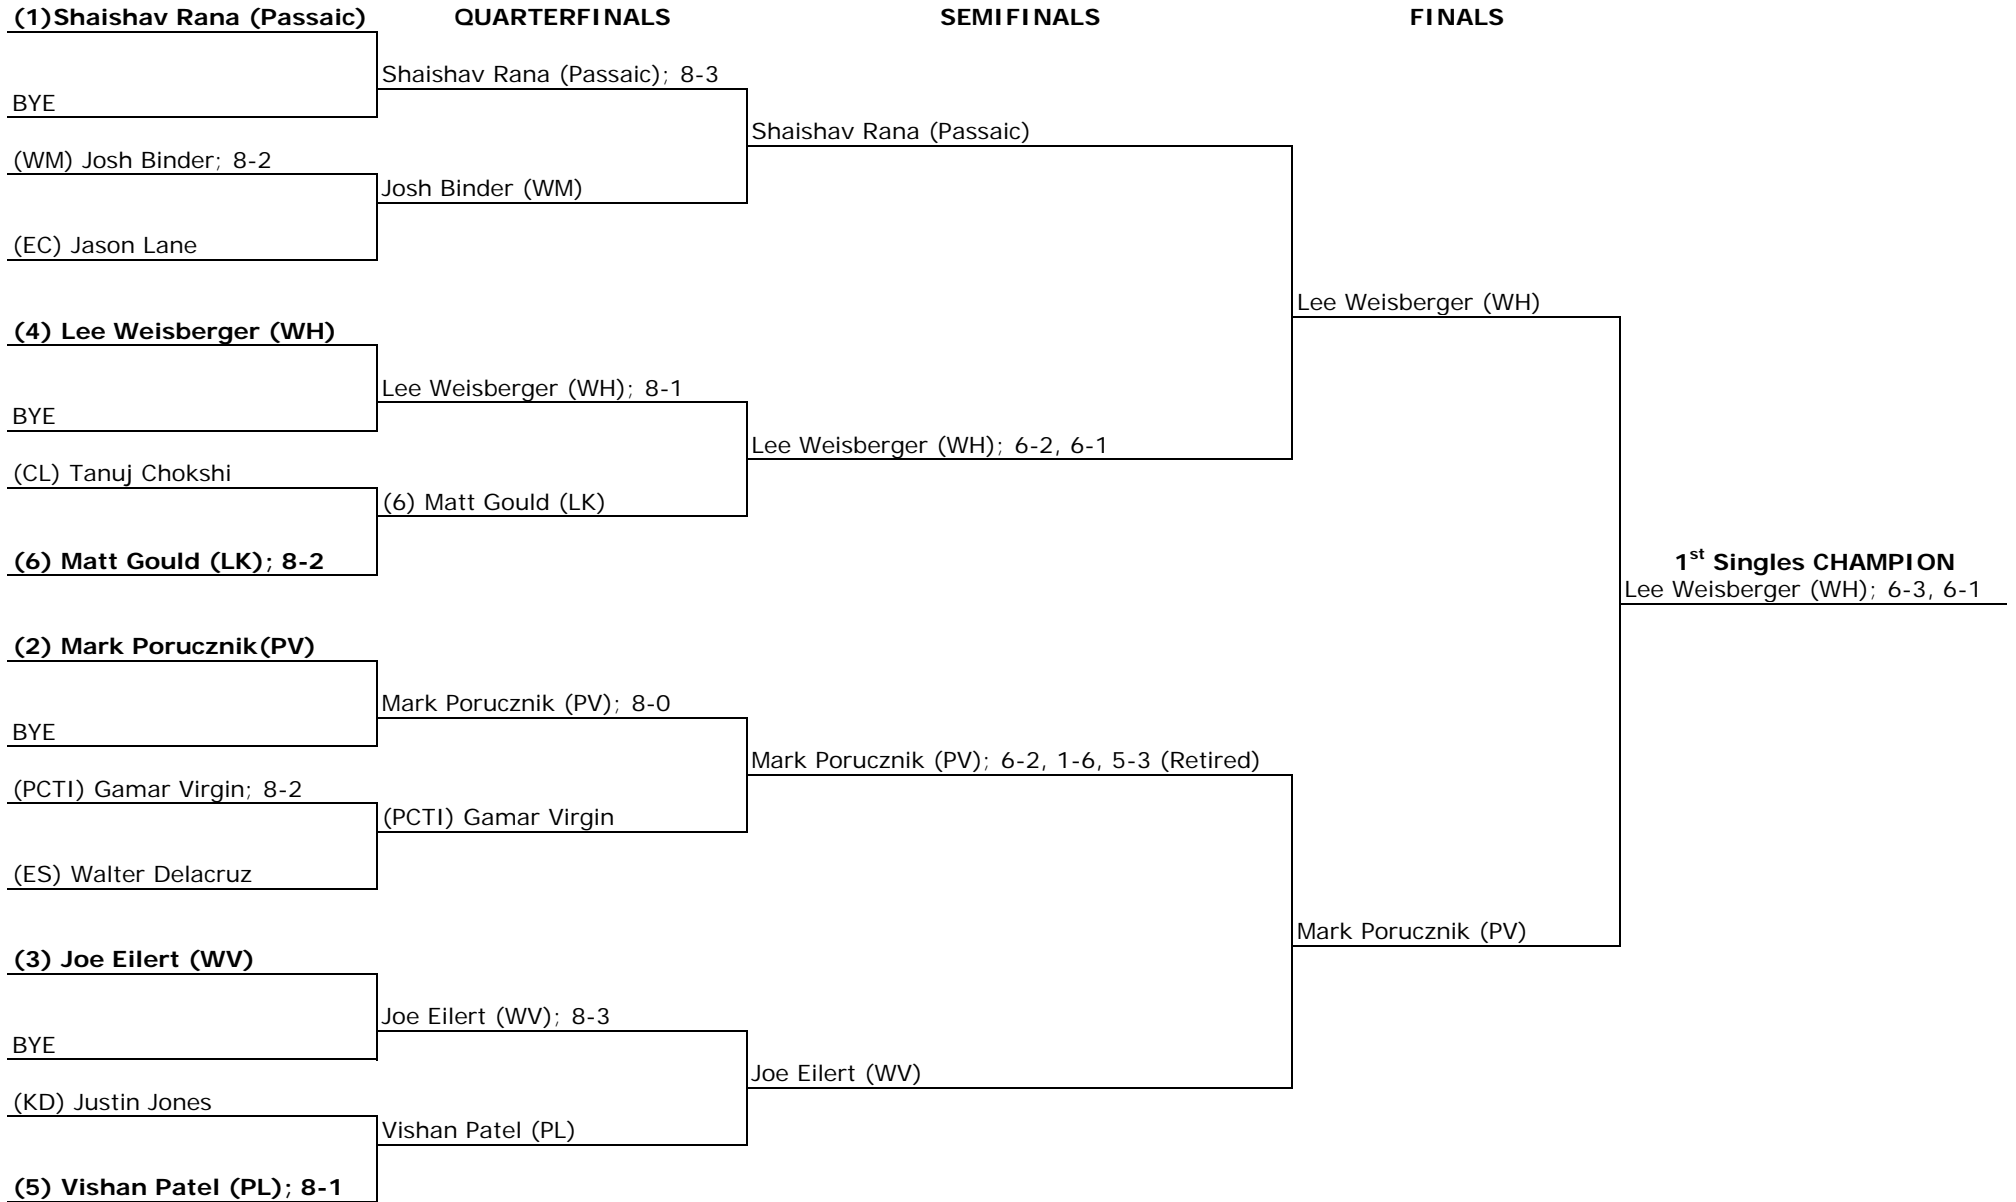 (1)Shaishav Rana (Passaic) QUARTERFINALS SEMIFINALS FINALS
Shaishav Rana (Passaic); 8-3
BYE
Shaishav Rana (Passaic)
(WM) Josh Binder; 8-2
Josh Binder (WM)
(EC) Jason Lane
Lee Weisberger (WH)
(4) Lee Weisberger (WH)
Lee Weisberger (WH); 8-1
BYE
Lee Weisberger (WH); 6-2, 6-1
(CL) Tanuj Chokshi
(6) Matt Gould (LK)
(6) Matt Gould (LK); 8-2
1st Singles CHAMPION
Lee Weisberger (WH); 6-3, 6-1
(2) Mark Porucznik(PV)
Mark Porucznik (PV); 8-0
BYE
Mark Porucznik (PV); 6-2, 1-6, 5-3 (Retired)
(PCTI) Gamar Virgin; 8-2
(PCTI) Gamar Virgin
(ES) Walter Delacruz
Mark Porucznik (PV)
(3) Joe Eilert (WV)
Joe Eilert (WV); 8-3
BYE
Joe Eilert (WV)
(KD) Justin Jones
Vishan Patel (PL)
(5) Vishan Patel (PL); 8-1